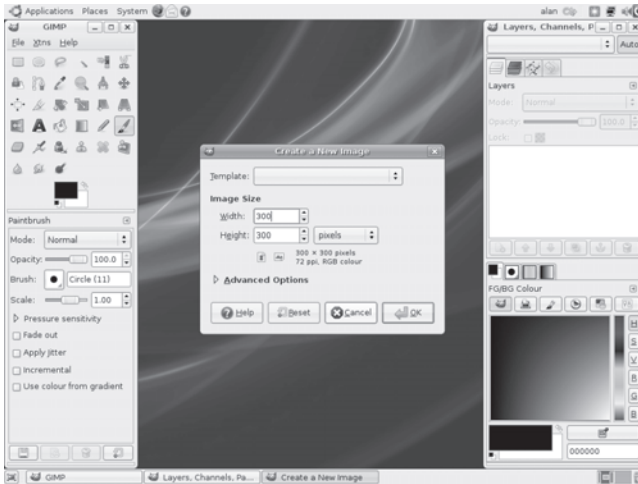 Applications Places System
alan
GIMP
File Xtns Help
Paintbrush
Mode: Normal
Opacity: 100.0
Brush: Circle (11)
Scale: 1.00
Pressure sensitivity
Fade out
Apply Jitter
Incremental
Use colour from gradient
Create a New Image
Template:
Image Size
Width: 300
Height: 300 pixels
300 × 300 pixels
72 ppi, RGB colour
Advanced Options
Help Reset Cancel OK
Layers, Channels, P
Auto
Layers
Mode: Normal
Opacity: 100.0
Lock:
FG/BG Colour
H
S
V
R
G
B
000000
GIMP
Layers, Channels, Pa...
Create a New Image